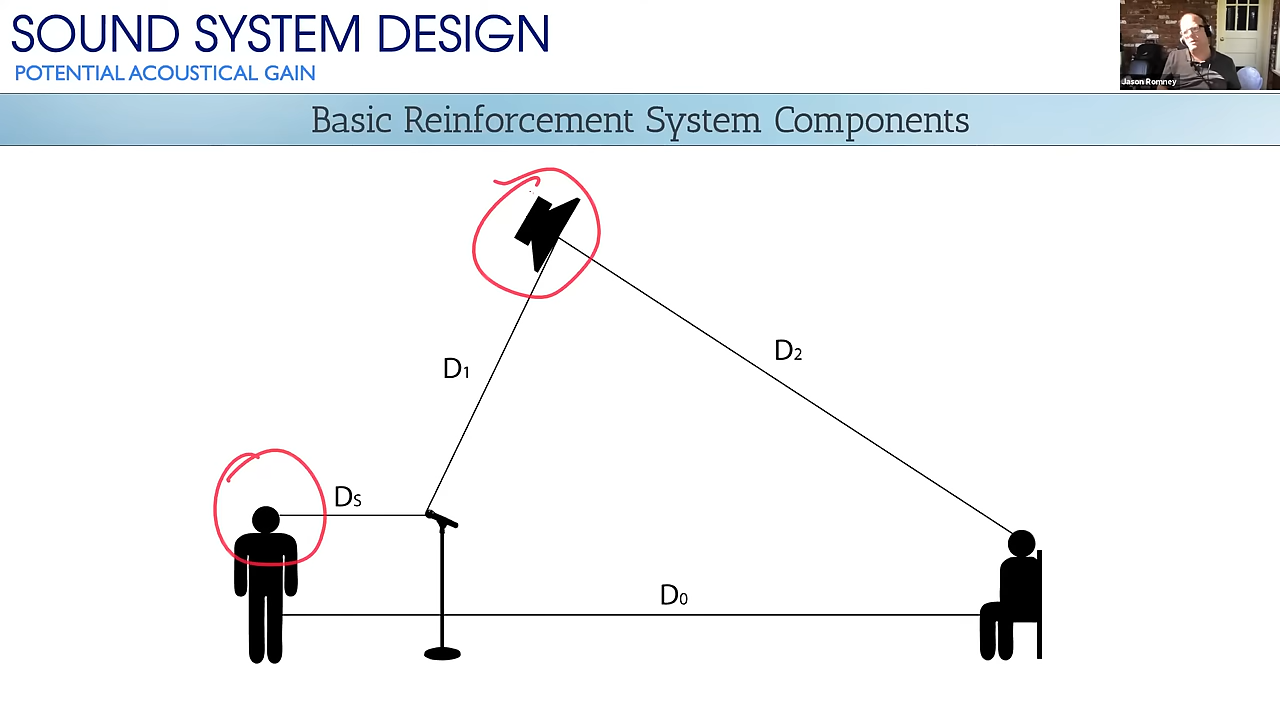 SOUND SYSTEM DESIGN
POTENTIAL ACOUSTICAL GAIN
Jason Romney
Basic Reinforcement System Components
D2
D1
DS
D0